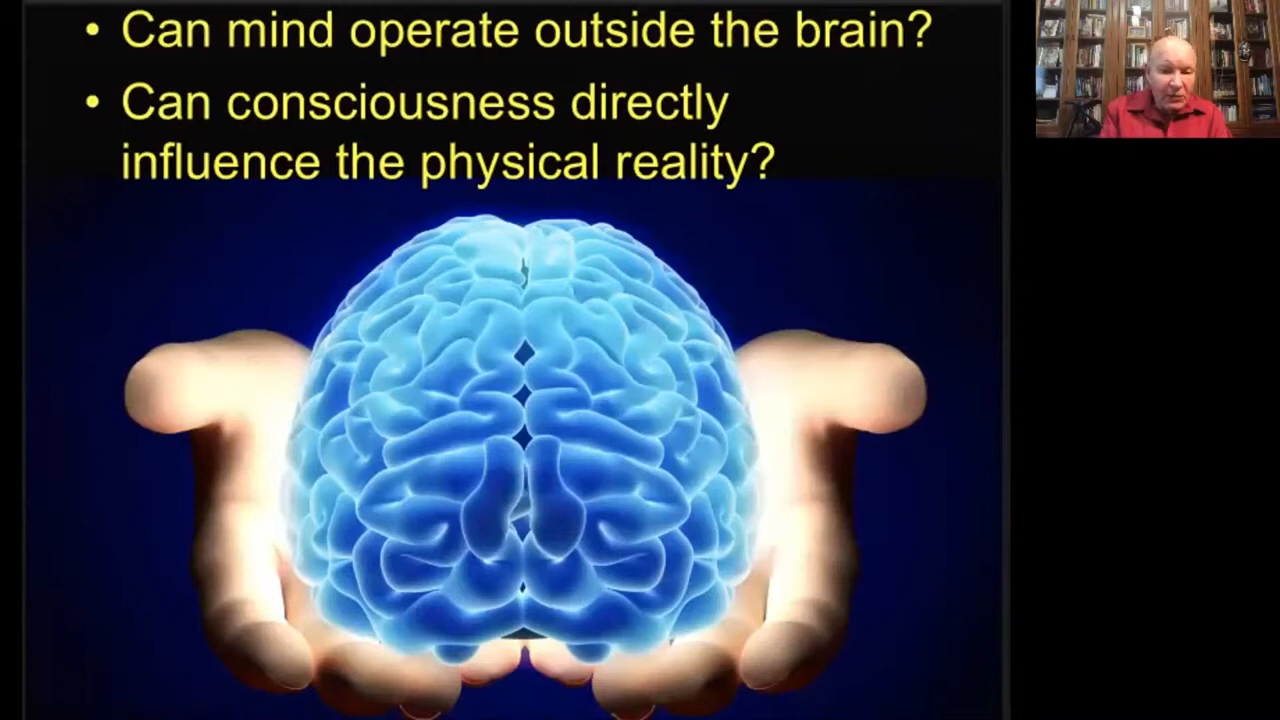 • Can mind operate outside the brain?
• Can consciousness directly
influence the physical reality?